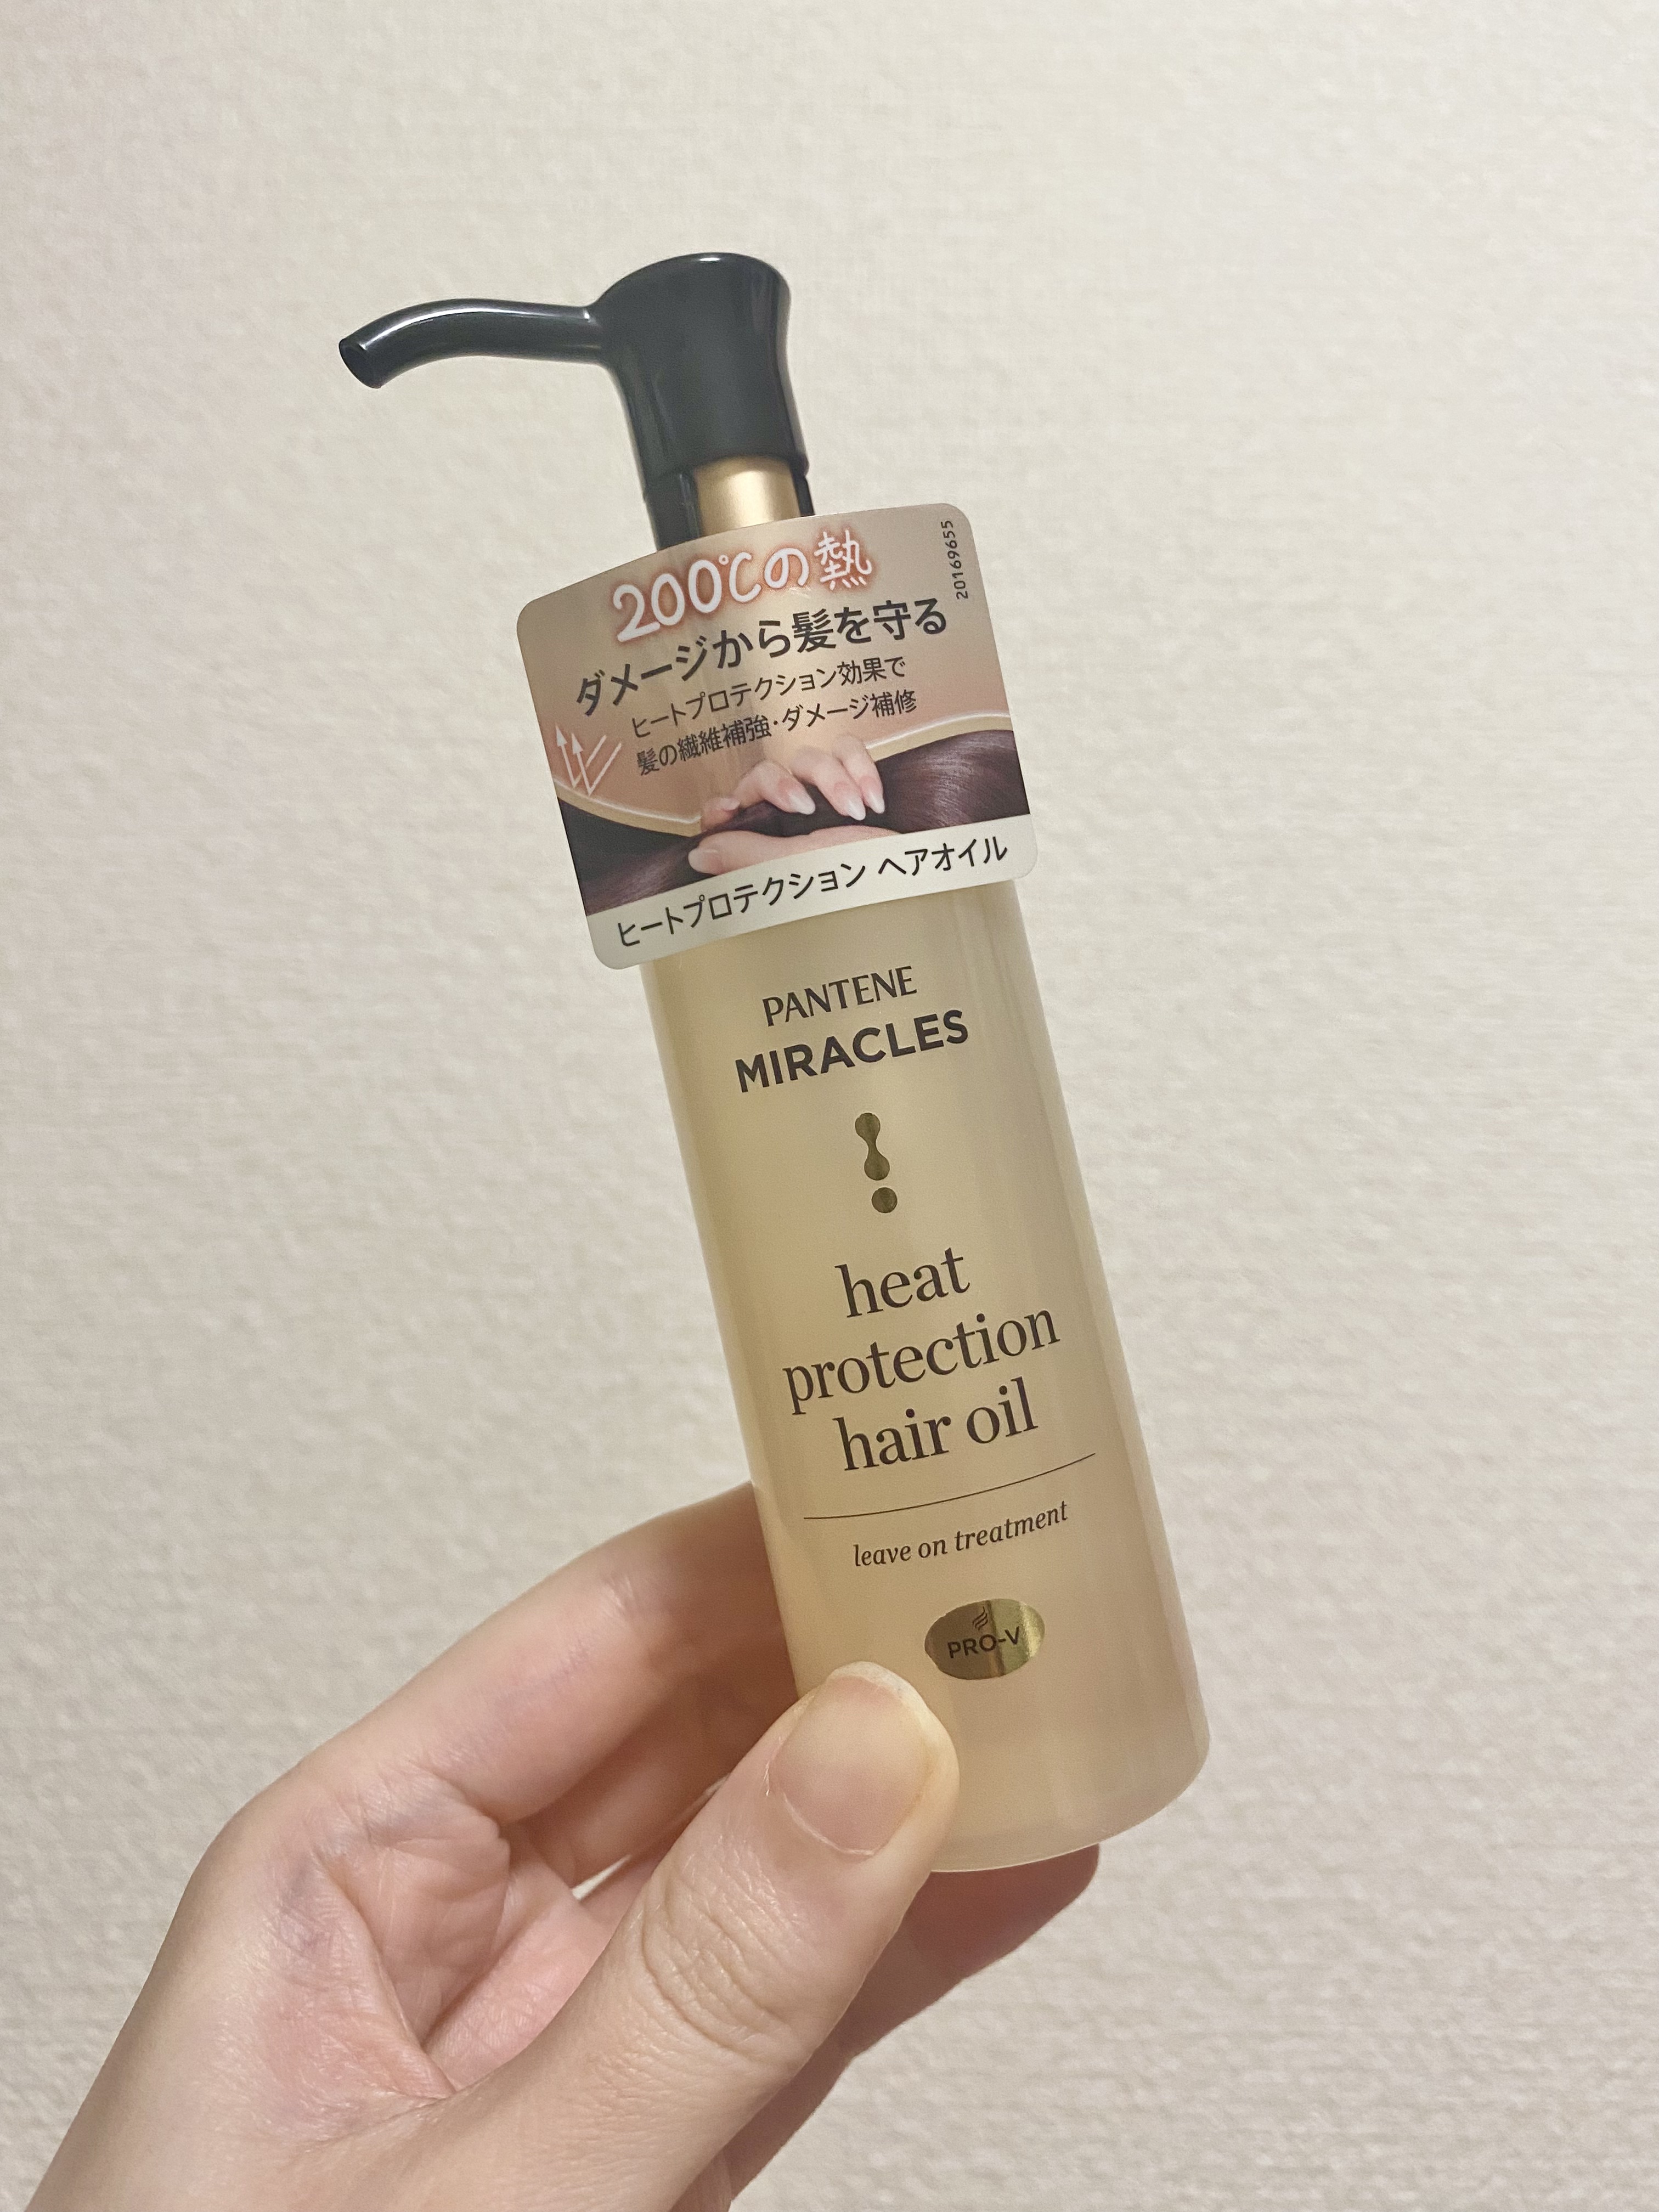 200℃の熱
ダメージから髪を守る
ヒートプロテクション効果で
髪の繊維補強・ダメージ補修
20169655
ヒートプロテクション ヘアオイル
PANTENE
MIRACLES
heat
protection
hair oil
leave on treatment
PRO-V